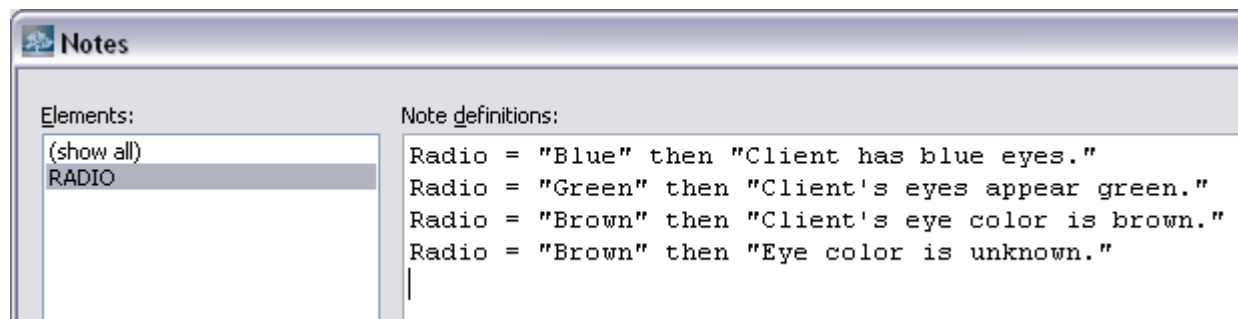 Notes
Elements:
Note definitions:
(show all)
RADIO
Radio = "Blue" then "Client has blue eyes."
Radio = "Green" then "Client's eyes appear green."
Radio = "Brown" then "Client's eye color is brown."
Radio = "Brown" then "Eye color is unknown."